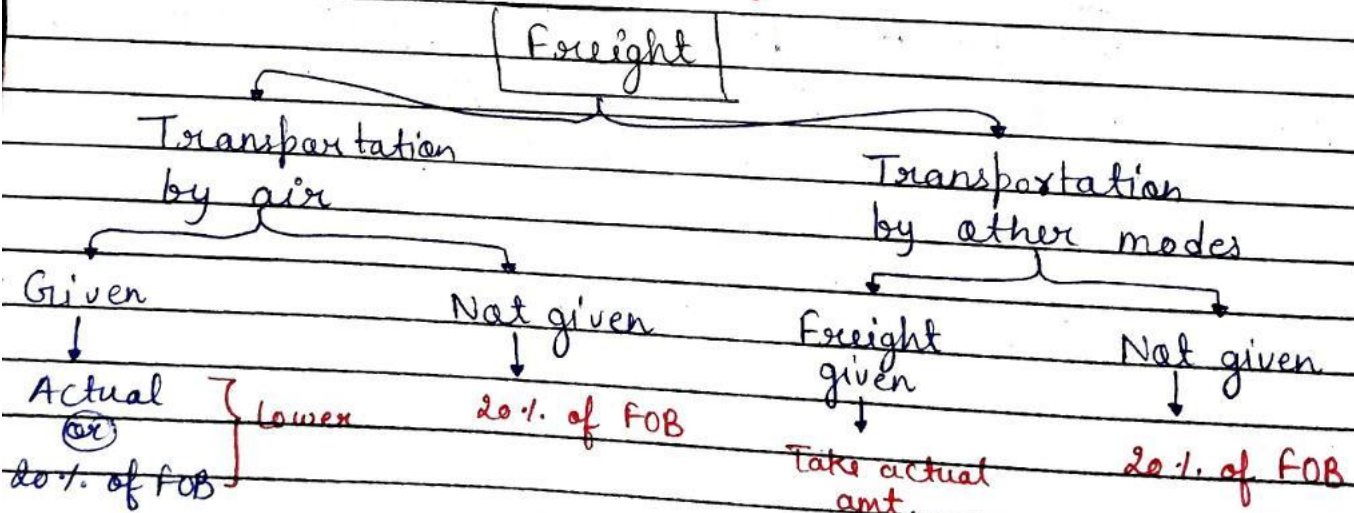 Freight
Transportation
by air
Transportation
by other modes
Given
Not given
Freight
given
Not given
Actual
or
20% of FOB
Lower
20% of FOB
Take actual
amt.
20% of FOB